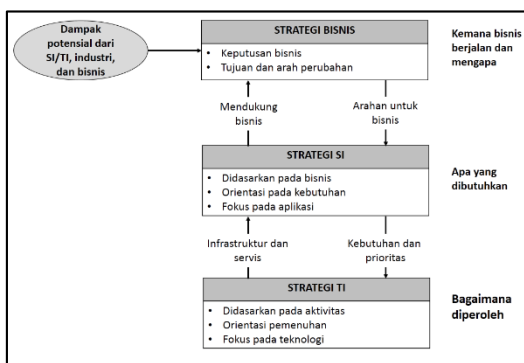 Dampak
potensial dari
SI/TI, industri,
dan bisnis
STRATEGI BISNIS
• Keputusan bisnis
• Tujuan dan arah perubahan
Kemana bisnis
berjalan dan
mengapa
Mendukung
bisnis
Arahan untuk
bisnis
STRATEGI SI
• Didasarkan pada bisnis
• Orientasi pada kebutuhan
• Fokus pada aplikasi
Apa yang
dibutuhkan
Infrastruktur dan
servis
Kebutuhan dan
prioritas
STRATEGI TI
• Didasarkan pada aktivitas
• Orientasi pemenuhan
• Fokus pada teknologi
Bagaimana
diperoleh